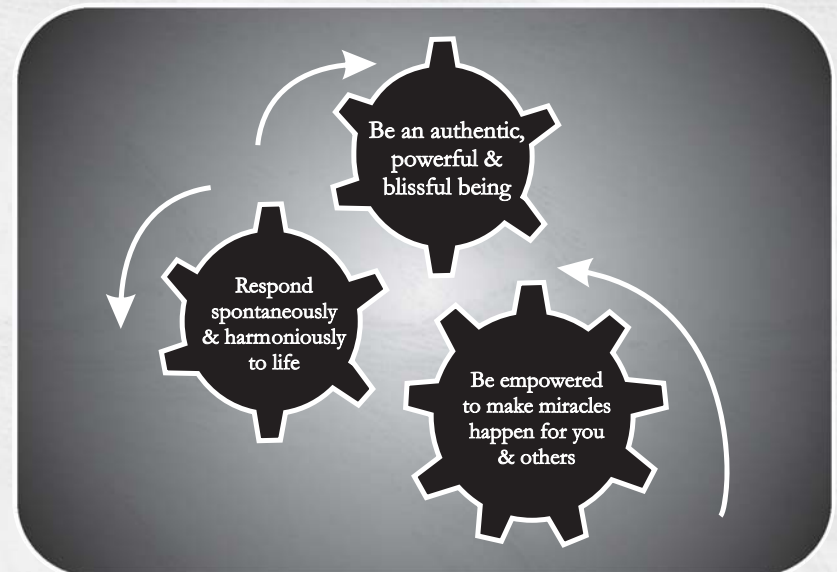 Be an authentic,
powerful &
blissful being
Respond
spontaneously
& harmoniously
to life
Be empowered
to make miracles
happen for you
& others